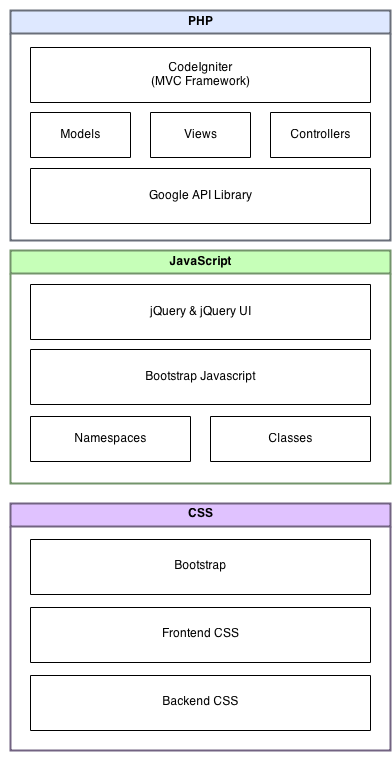 PHP
CodeIgniter
(MVC Framework)
Models
Views
Controllers
Google API Library
JavaScript
jQuery & jQuery UI
Bootstrap Javascript
Namespaces
Classes
CSS
Bootstrap
Frontend CSS
Backend CSS